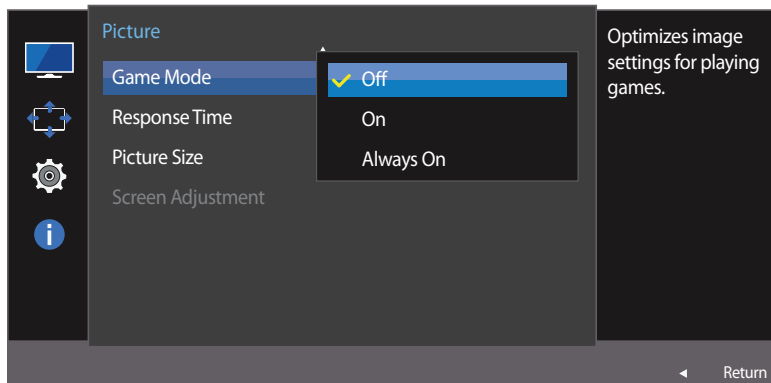 Picture
Game Mode
Off
Response Time
On
Picture Size
Always On
Screen Adjustment
Optimizes image
settings for playing
games.
i
Return